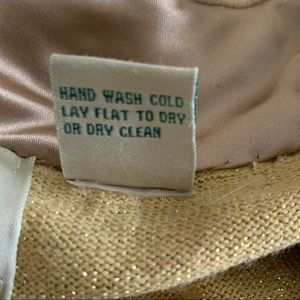 HAND WASH COLD
LAY FLAT TO DRY
OR DRY CLEAN